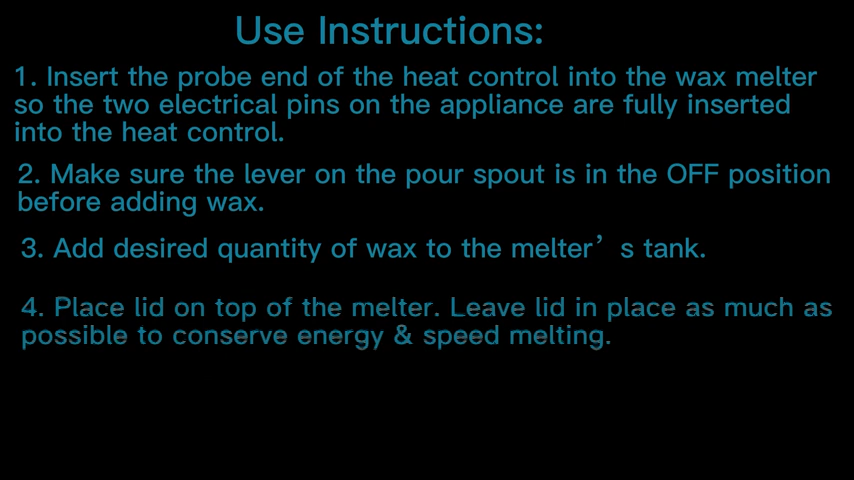 Use Instructions:
1. Insert the probe end of the heat control into the wax melter
so the two electrical pins on the appliance are fully inserted
into the heat control.
2. Make sure the lever on the pour spout is in the OFF position
before adding wax.
3. Add desired quantity of wax to the melter’s tank.
4. Place lid on top of the melter. Leave lid in place as much as
possible to conserve energy & speed melting.